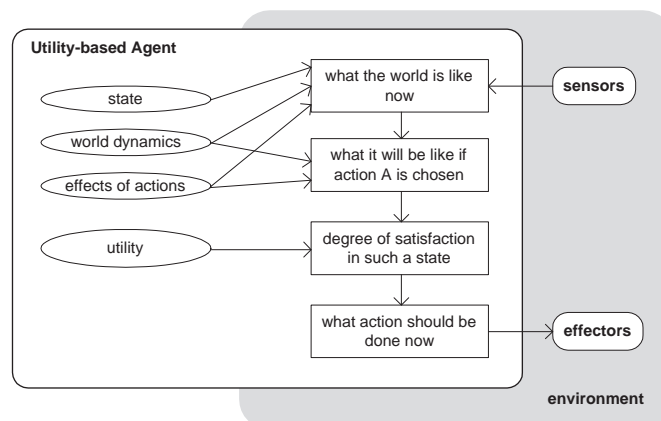 Utility-based Agent
state
world dynamics
effects of actions
utility
what the world is like
now
what it will be like if
action A is chosen
degree of satisfaction
in such a state
what action should be
done now
sensors
effectors
environment